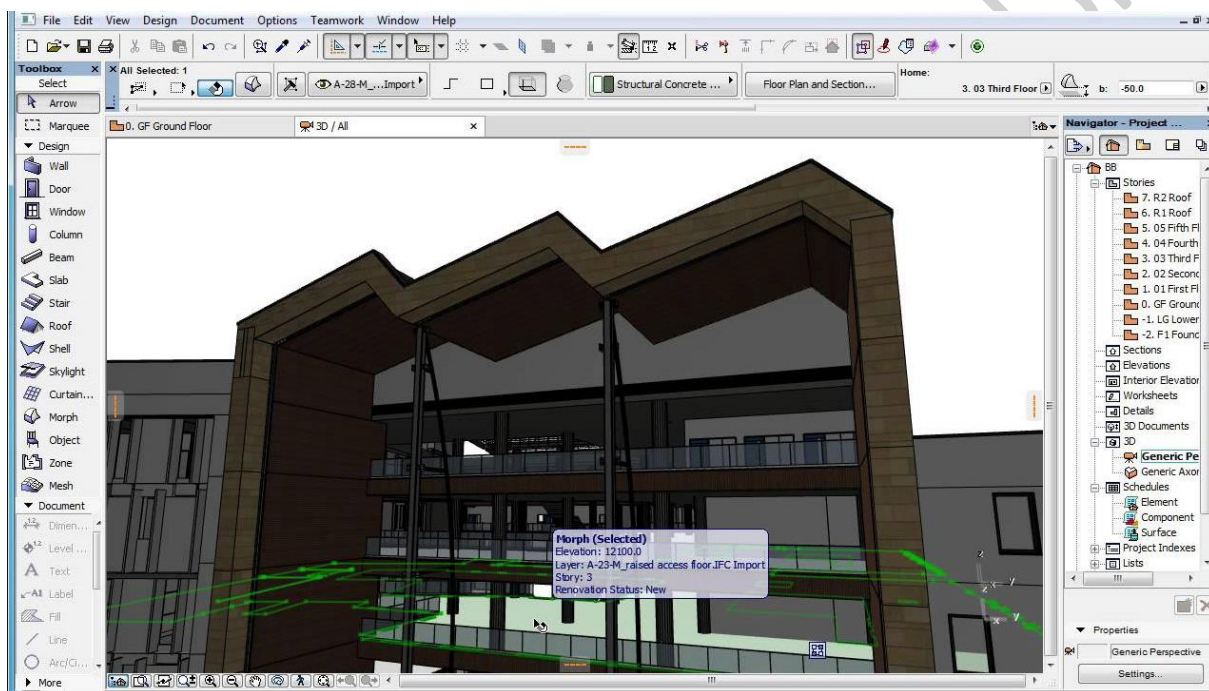 File Edit View Design Document Options Teamwork Window Help
Toolbox
Select
Arrow
Marquee
Design
Wall
Door
Window
Column
Beam
Slab
Stair
Roof
Shell
Skylight
Curtain...
Morph
Object
Zone
Mesh
Document
Dimen...
Level ...
Text
A1 Label
Fill
Line
Arc/Ci...
More
All Selected: 1
A-28-M_...Import
Structural Concrete ...
Floor Plan and Section...
Home:
3. 03 Third Floor
b: -50.0
0. GF Ground Floor
3D / All
Morph (Selected)
Elevation: 12100.0
Layer: A-23-M_raised access floor.IFC Import
Story: 3
Renovation Status: New
z
y
x
z
x
y
Navigator - Project ...
BB
Stories
7. R2 Roof
6. R1 Roof
5. 05 Fifth Fl
4. 04 Fourth
3. 03 Third F
2. 02 Second
1. 01 First Fl
0. GF Groun
-1. LG Lower
-2. F1 Found
Sections
Elevations
Interior Elevation
Worksheets
Details
3D Documents
3D
Generic Pe
Generic Axor
Schedules
Element
Component
Surface
Project Indexes
Lists
Properties
Generic Perspective
Settings...